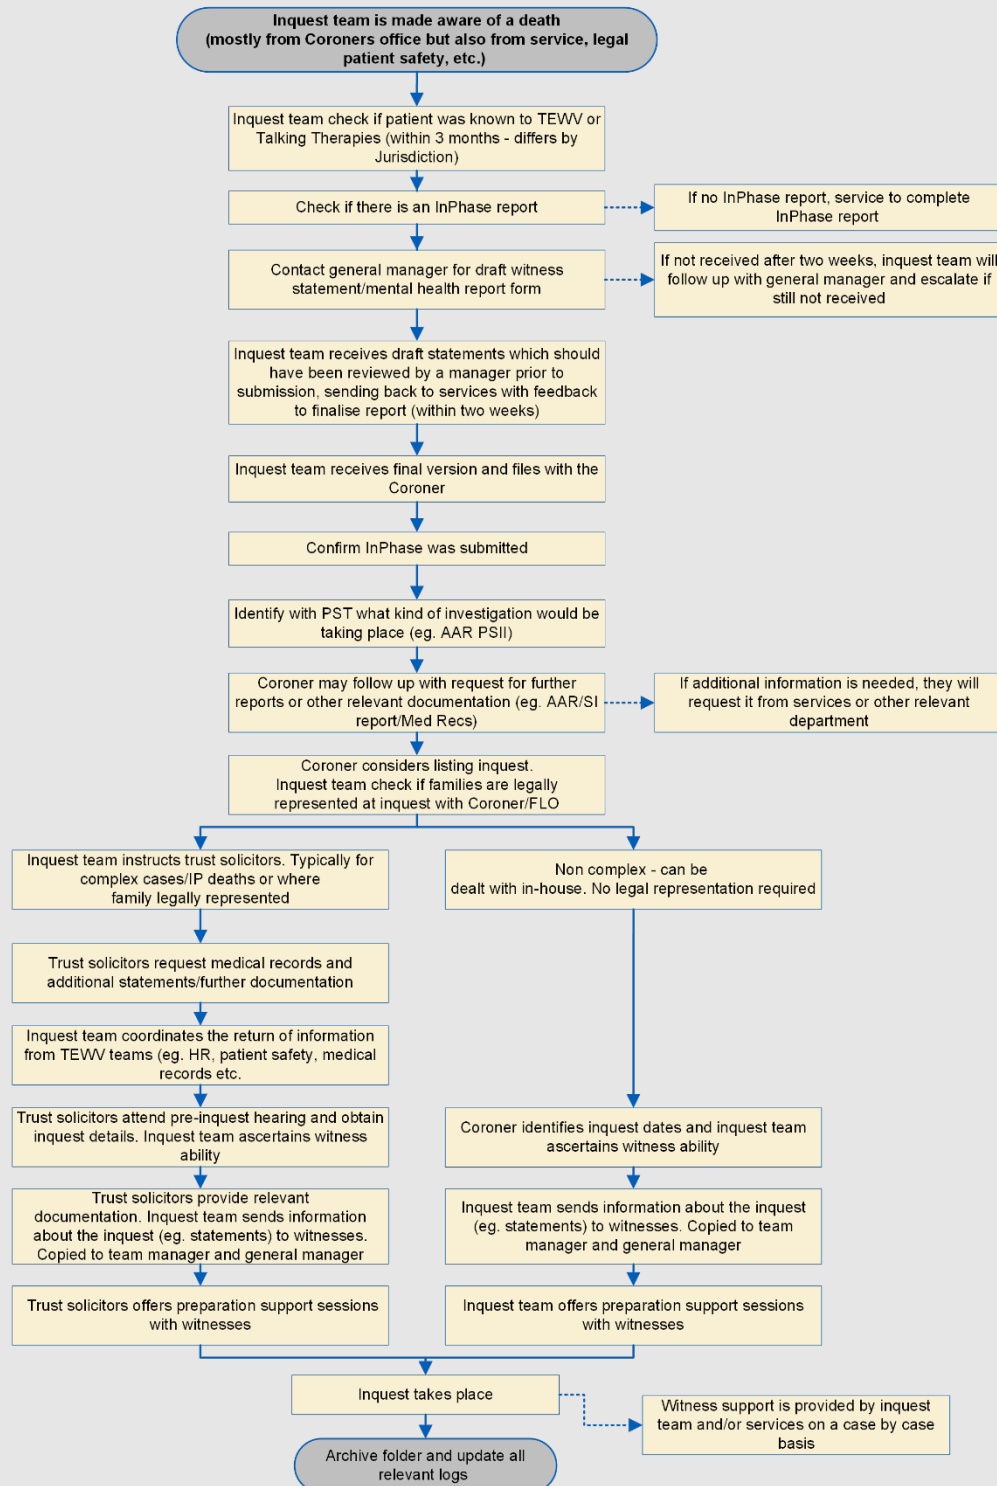 Inquest team is made aware of a death
(mostly from Coroners office but also from service, legal
patient safety, etc.)
Inquest team check if patient was known to TEWV or
Talking Therapies (within 3 months - differs by
Jurisdiction)
Check if there is an InPhase report
If no InPhase report, service to complete
InPhase report
Contact general manager for draft witness
statement/mental health report form
If not received after two weeks, inquest team will
follow up with general manager and escalate if
still not received
Inquest team receives draft statements which should
have been reviewed by a manager prior to
submission, sending back to services with feedback
to finalise report (within two weeks)
Inquest team receives final version and files with the
Coroner
Confirm InPhase was submitted
Identify with PST what kind of investigation would be
taking place (eg. AAR PSII)
Coroner may follow up with request for further
reports or other relevant documentation (eg. AAR/SI
report/Med Recs)
If additional information is needed, they will
request it from services or other relevant
department
Coroner considers listing inquest.
Inquest team check if families are legally
represented at inquest with Coroner/FLO
Inquest team instructs trust solicitors. Typically for
complex cases/IP deaths or where
family legally represented
Trust solicitors request medical records and
additional statements/further documentation
Inquest team coordinates the return of information
from TEWV teams (eg. HR, patient safety, medical
records etc.
Trust solicitors attend pre-inquest hearing and obtain
inquest details. Inquest team ascertains witness
ability
Trust solicitors provide relevant
documentation. Inquest team sends information
about the inquest (eg. statements) to witnesses.
Copied to team manager and general manager
Trust solicitors offers preparation support sessions
with witnesses
Non complex - can be
dealt with in-house. No legal representation required
Coroner identifies inquest dates and inquest team
ascertains witness ability
Inquest team sends information about the inquest
(eg. statements) to witnesses. Copied to team
manager and general manager
Inquest team offers preparation support sessions
with witnesses
Inquest takes place
Witness support is provided by inquest
team and/or services on a case by case
basis
Archive folder and update all
relevant logs